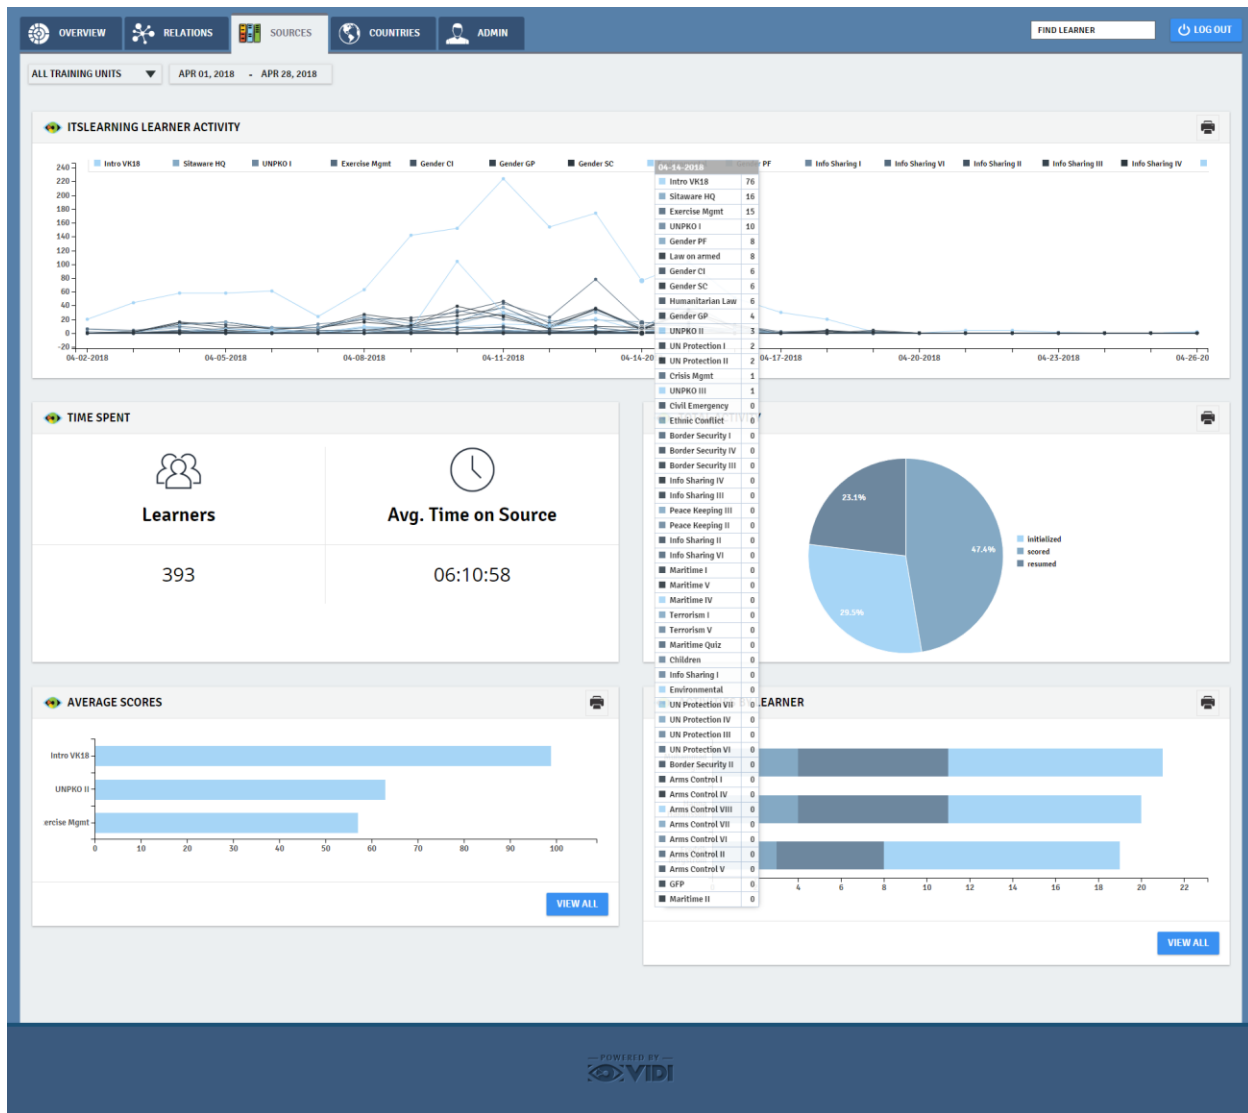 OVERVIEW RELATIONS SOURCES COUNTRIES ADMIN FIND LEARNER LOG OUT
ALL TRAINING UNITS APR 01, 2018 - APR 28, 2018
ITSLEARNING LEARNER ACTIVITY
Intro VK18 Sitaware HQ UNPKO I Exercise Mgmt Gender CI Gender GP Gender SC PF Info Sharing I Info Sharing VI Info Sharing II Info Sharing III Info Sharing IV
240
220
200
180
160
140
120
100
80
60
40
20
0
-20
04-02-2018 04-05-2018 04-08-2018 04-11-2018 04-14-20 04-17-2018 04-20-2018 04-23-2018 04-26-20
04-14-2018
Intro VK18 76
Sitaware HQ 16
Exercise Mgmt 15
UNPKO I 10
Gender PF 8
Law on armed 8
Gender CI 6
Gender SC 6
Humanitarian Law 6
Gender GP 4
UNPKO II 3
UN Protection I 2
UN Protection II 2
Crisis Mgmt 1
UNPKO III 1
Civil Emergency 0
Ethnic Conflict 0
Border Security I 0
Border Security IV 0
Border Security III 0
Info Sharing IV 0
Info Sharing III 0
Peace Keeping III 0
Peace Keeping II 0
Info Sharing II 0
Info Sharing VI 0
Maritime I 0
Maritime V 0
Maritime IV 0
Terrorism I 0
Terrorism V 0
Maritime Quiz 0
Children 0
Info Sharing I 0
Environmental 0
UN Protection VII 0
UN Protection IV 0
UN Protection III 0
UN Protection VI 0
Border Security II 0
Arms Control I 0
Arms Control IV 0
Arms Control VIII 0
Arms Control VII 0
Arms Control VI 0
Arms Control II 0
Arms Control V 0
GFP 0
Maritime II 0
TIME SPENT
Learners Avg. Time on Source
393 06:10:58
23.1%
47.4%
29.5%
initialized
scored
resumed
AVERAGE SCORES
Intro VK18
UNPKO II
ercise Mgmt
0 10 20 30 40 50 60 70 80 90 100
VIEW ALL
EARNER
4 6 8 10 12 14 16 18 20 22
VIEW ALL
POWERED BY
VIDI